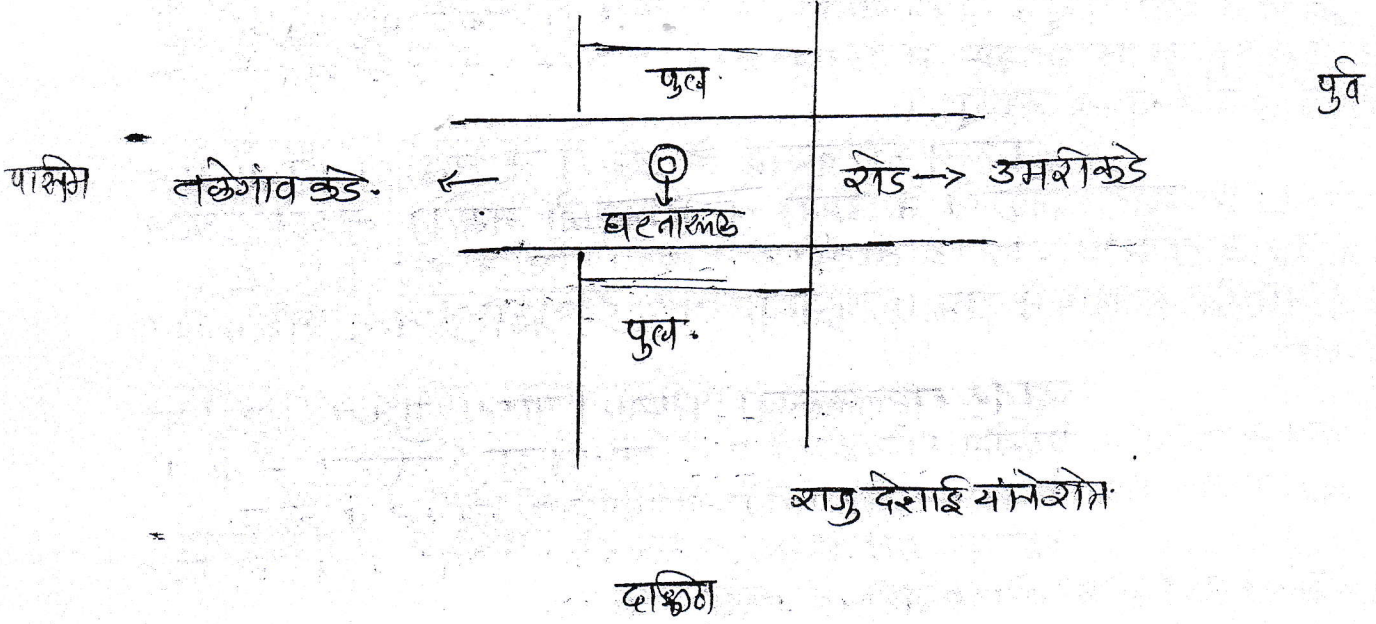 पुल.
पुर्व
पश्चिम तळेगांव कडे. ← रोड → उमरीकडे
घटनास्थळ
पुल.
राजु देशाई यांचे शेत.
दक्षिण